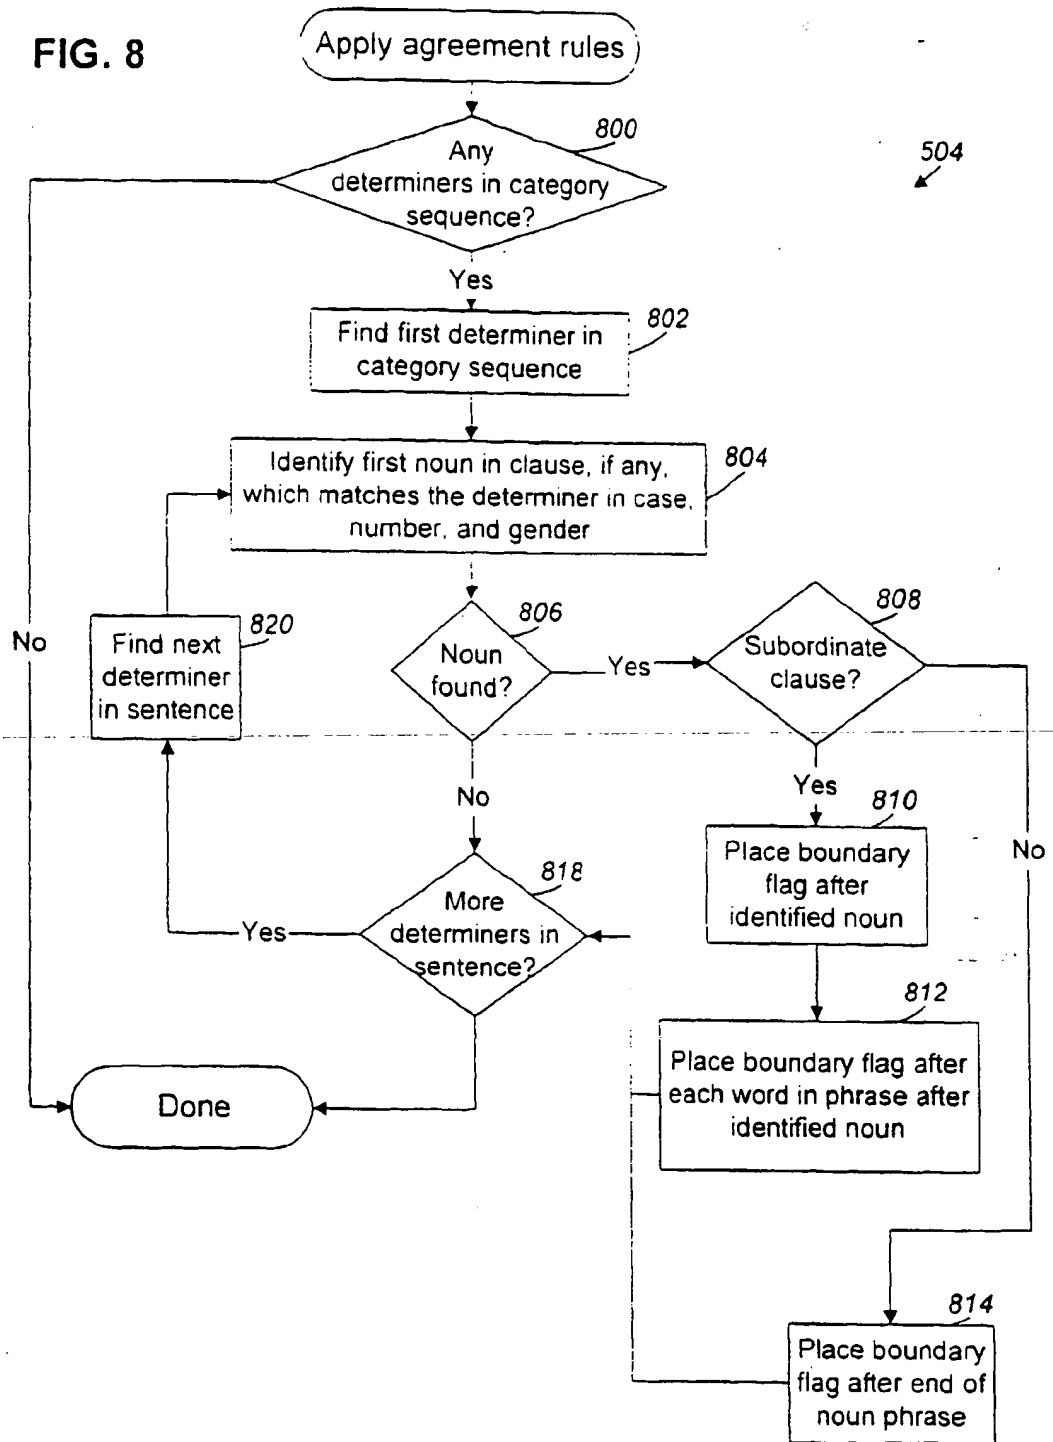 FIG. 8
Apply agreement rules
800
Any
determiners in category
sequence?
504
Yes
802
Find first determiner in
category sequence
804
Identify first noun in clause, if any,
which matches the determiner in case,
number, and gender
806
Noun
found?
Yes
808
Subordinate
clause?
No
820
Find next
determiner
in sentence
No
Yes
810
Place boundary
flag after
identified noun
No
818
More
determiners in
sentence?
Yes
812
Place boundary flag after
each word in phrase after
identified noun
Done
814
Place boundary
flag after end of
noun phrase